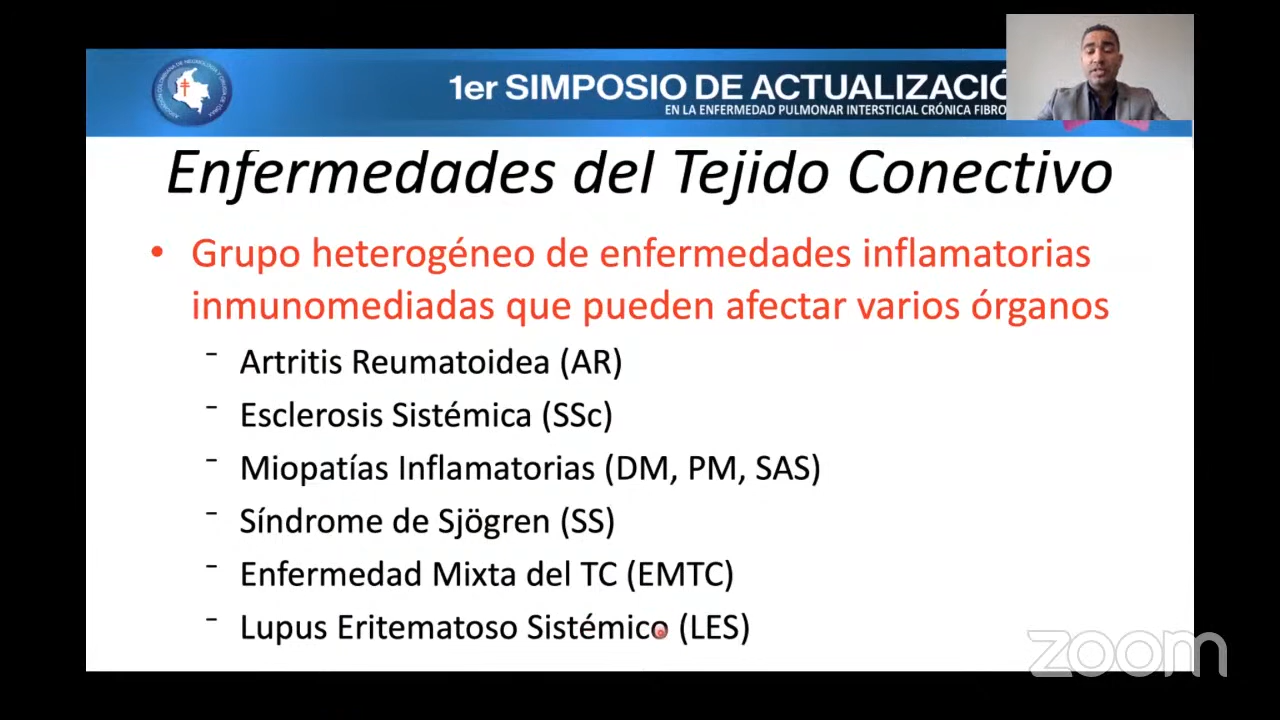 1er SIMPOSIO DE ACTUALIZACIÓ
EN LA ENFERMEDAD PULMONAR INTERSTICIAL CRÓNICA FIBRO
Enfermedades del Tejido Conectivo
• Grupo heterogéneo de enfermedades inflamatorias
inmunomediadas que pueden afectar varios órganos
- Artritis Reumatoidea (AR)
- Esclerosis Sistémica (SSc)
- Miopatías Inflamatorias (DM, PM, SAS)
- Síndrome de Sjögren (SS)
- Enfermedad Mixta del TC (EMTC)
- Lupus Eritematoso Sistémico (LES)
zoom